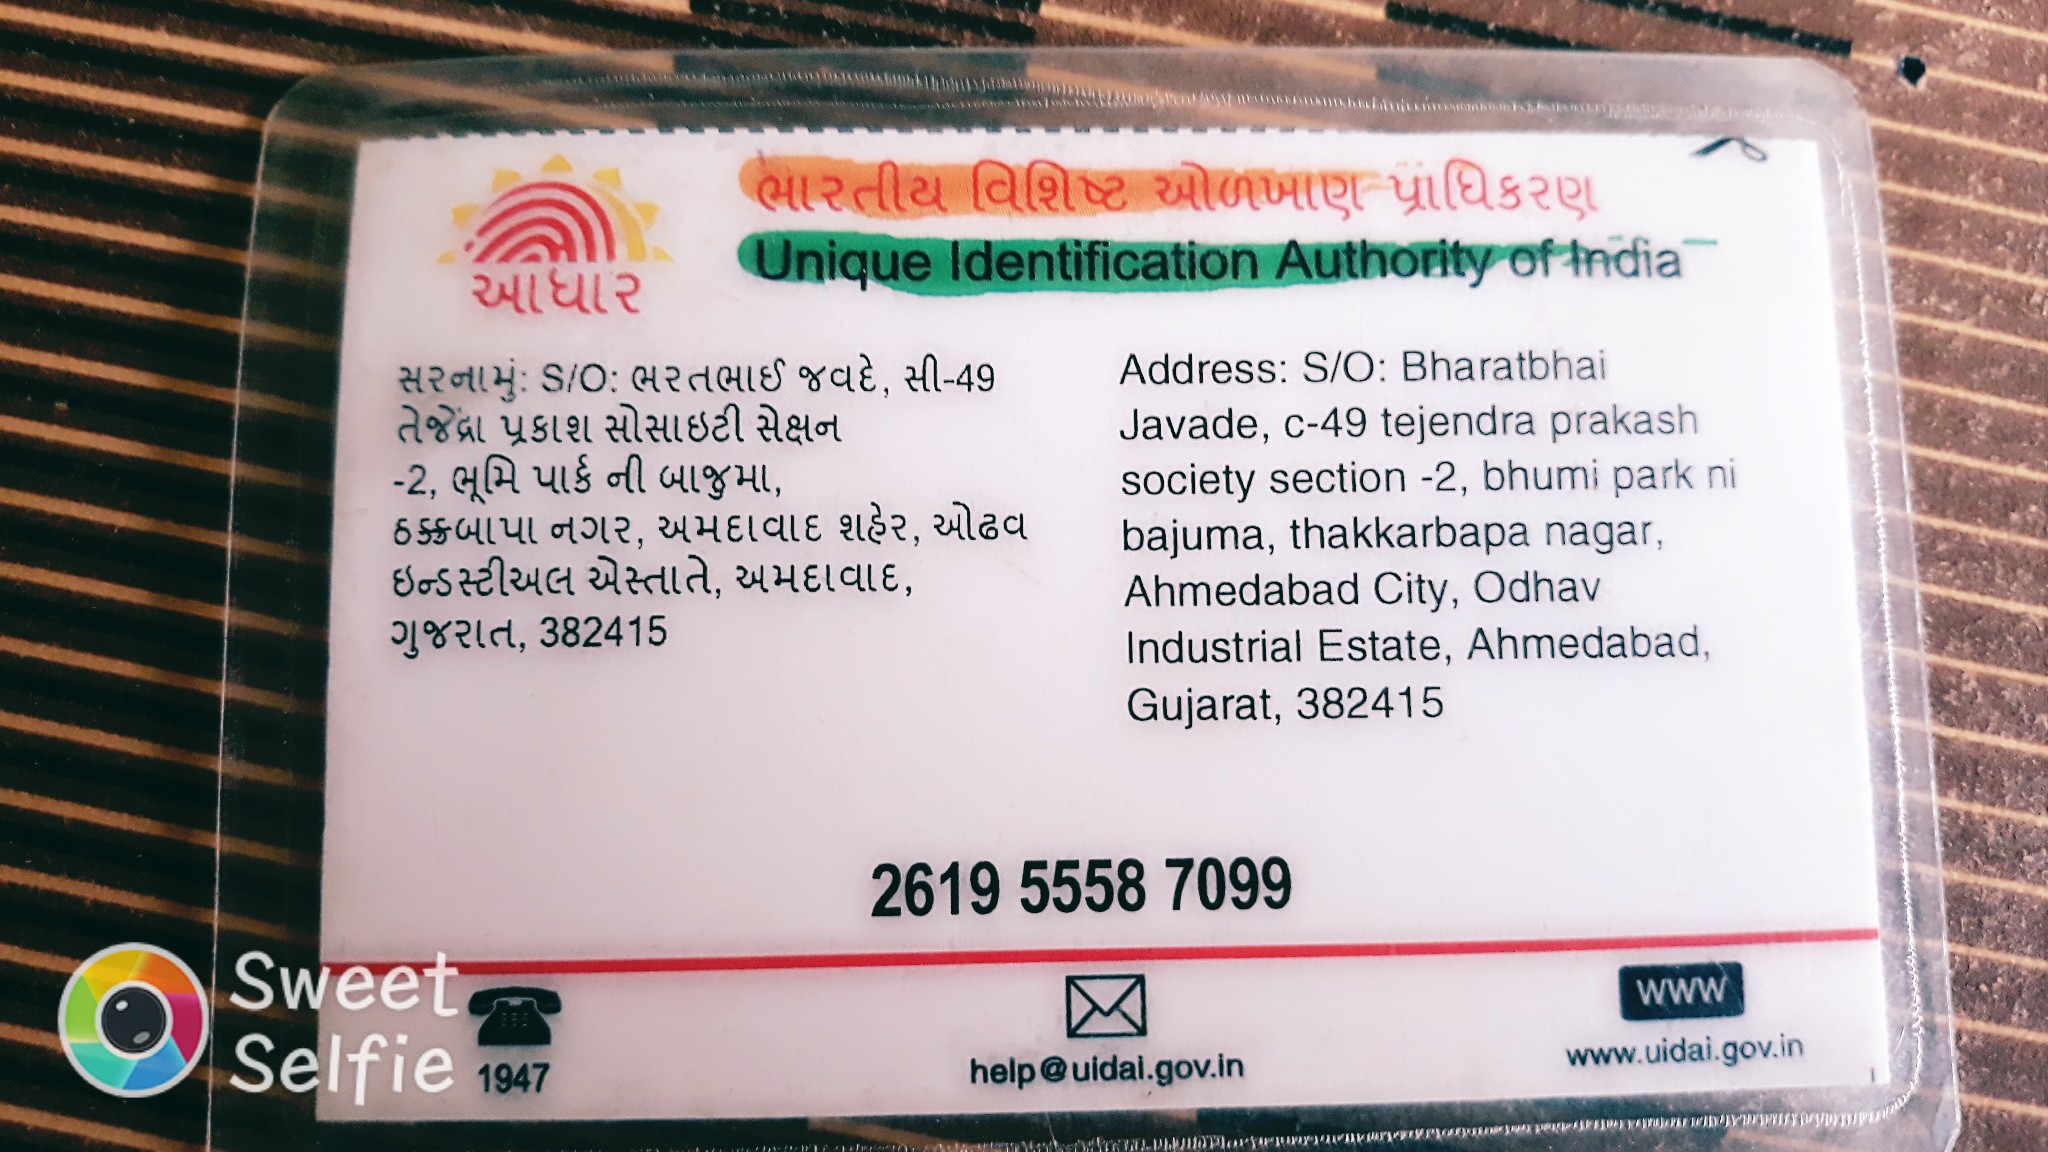 આધાર
ભારતીય વિશિષ્ટ ઓળખાણ પ્રાધિકરણ
Unique Identification Authority of India
સરનામું: S/O: ભરતભાઈ જવદે, સી-49
તેજેંદ્રા પ્રકાશ સોસાઇટી સેક્ષન
-2, ભૂમિ પાર્ક ની બાજુમા,
ઠક્ક્રબાપા નગર, અમદાવાદ શહેર, ઓઢવ
ઇન્ડસ્ટીઅલ એસ્તાતે, અમદાવાદ,
ગુજરાત, 382415
Address: S/O: Bharatbhai
Javade, c-49 tejendra prakash
society section -2, bhumi park ni
bajuma, thakkarbapa nagar,
Ahmedabad City, Odhav
Industrial Estate, Ahmedabad,
Gujarat, 382415
2619 5558 7099
1947
help@uidai.gov.in
www
www.uidai.gov.in
Sweet
Selfie